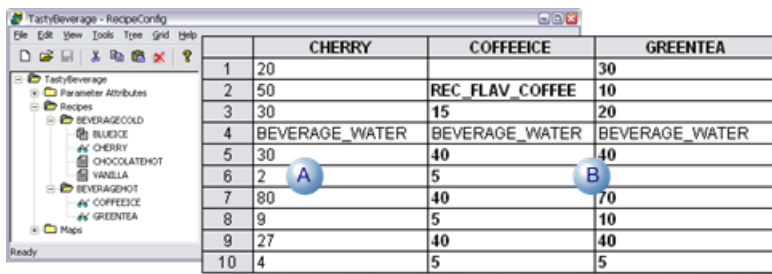 TastyBeverage - RecipeConfig
File Edit View Tools Tree Grid Help
TastyBeverage
Parameter Attributes
Recipes
BEVERAGECOLD
BLUEICE
CHERRY
CHOCOLATEHOT
VANILLA
BEVERAGEHOT
COFFEEICE
GREENTEA
Maps
Ready
CHERRY COFFEEICE GREENTEA
1 20 30
2 50 REC_FLAV_COFFEE 10
3 30 15 20
4 BEVERAGE_WATER BEVERAGE_WATER BEVERAGE_WATER
5 30 40 40
6 2 A 5 B
7 80 40 70
8 9 5 10
9 27 40 40
10 4 5 5